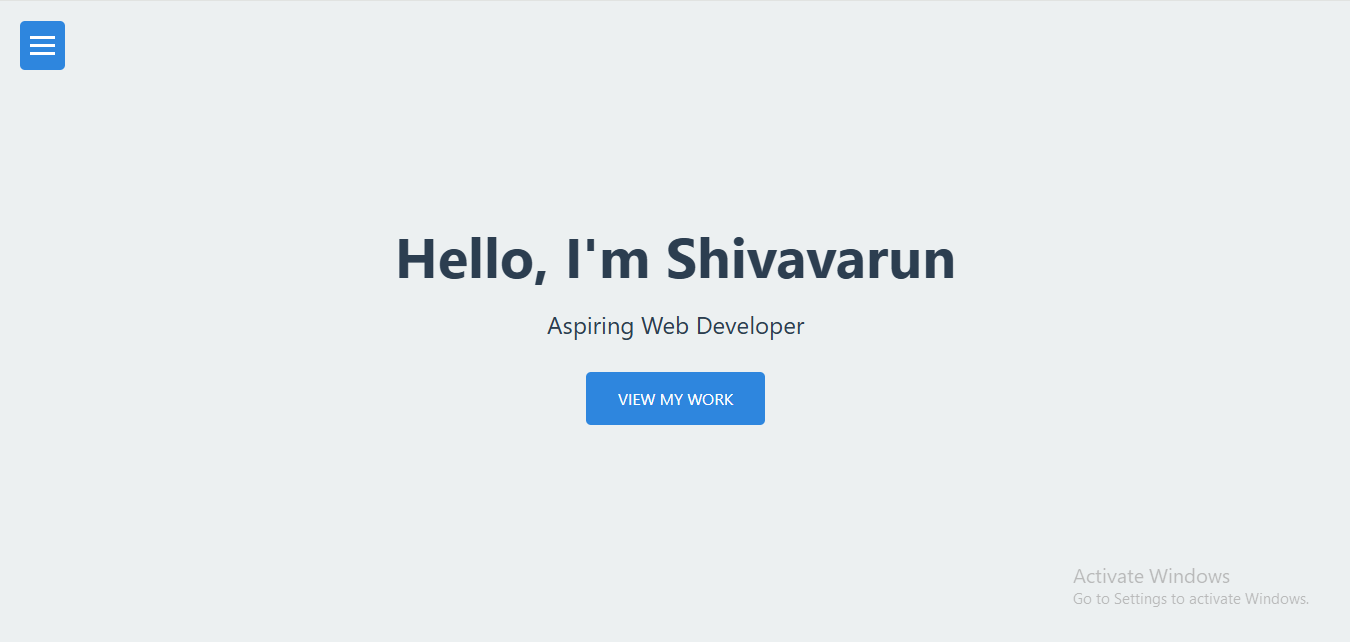 Hello, I'm Shivavarun
Aspiring Web Developer
VIEW MY WORK
Activate Windows
Go to Settings to activate Windows.